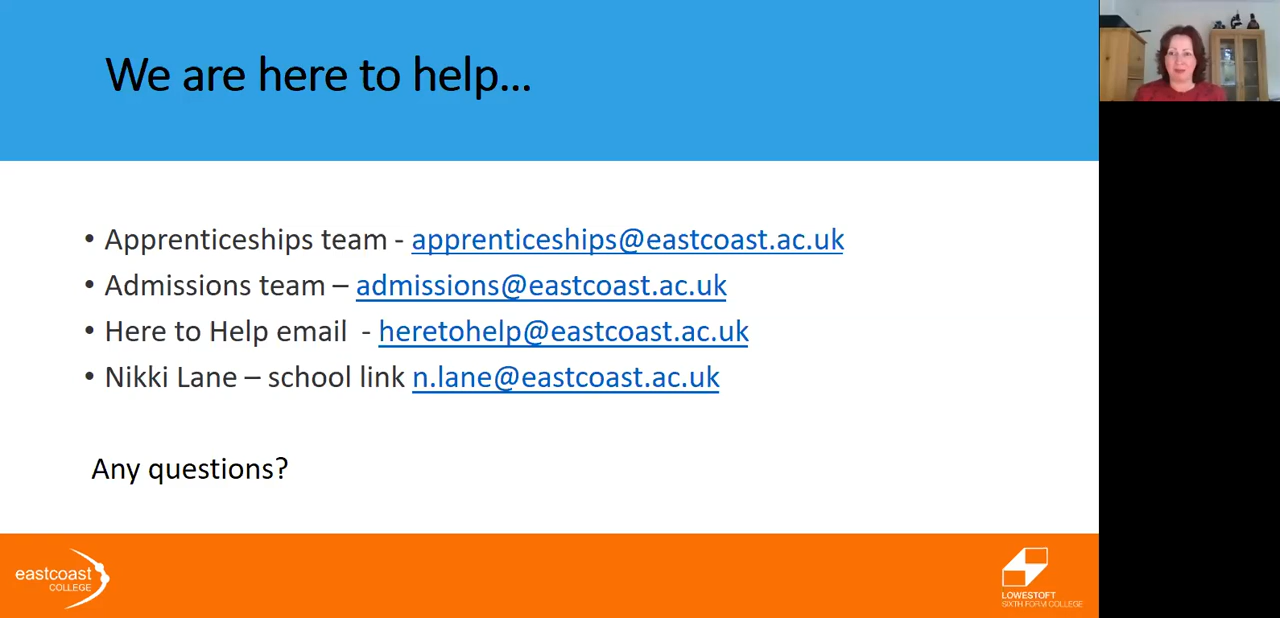 We are here to help...
• Apprenticeships team - apprenticeships@eastcoast.ac.uk
• Admissions team – admissions@eastcoast.ac.uk
• Here to Help email - heretohelp@eastcoast.ac.uk
• Nikki Lane – school link n.lane@eastcoast.ac.uk
Any questions?
eastcoast
COLLEGE
LOWESTOFT
SIXTH FORM COLLEGE